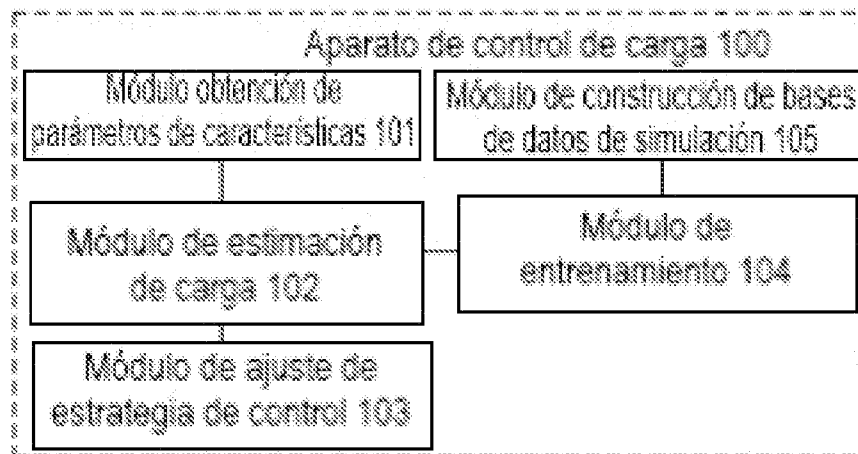 Aparato de control de carga 100
Módulo obtención de
parámetros de características 101
Módulo de construcción de bases
de datos de simulación 105
Módulo de estimación
de carga 102
Módulo de
entrenamiento 104
Módulo de ajuste de
estrategia de control 103